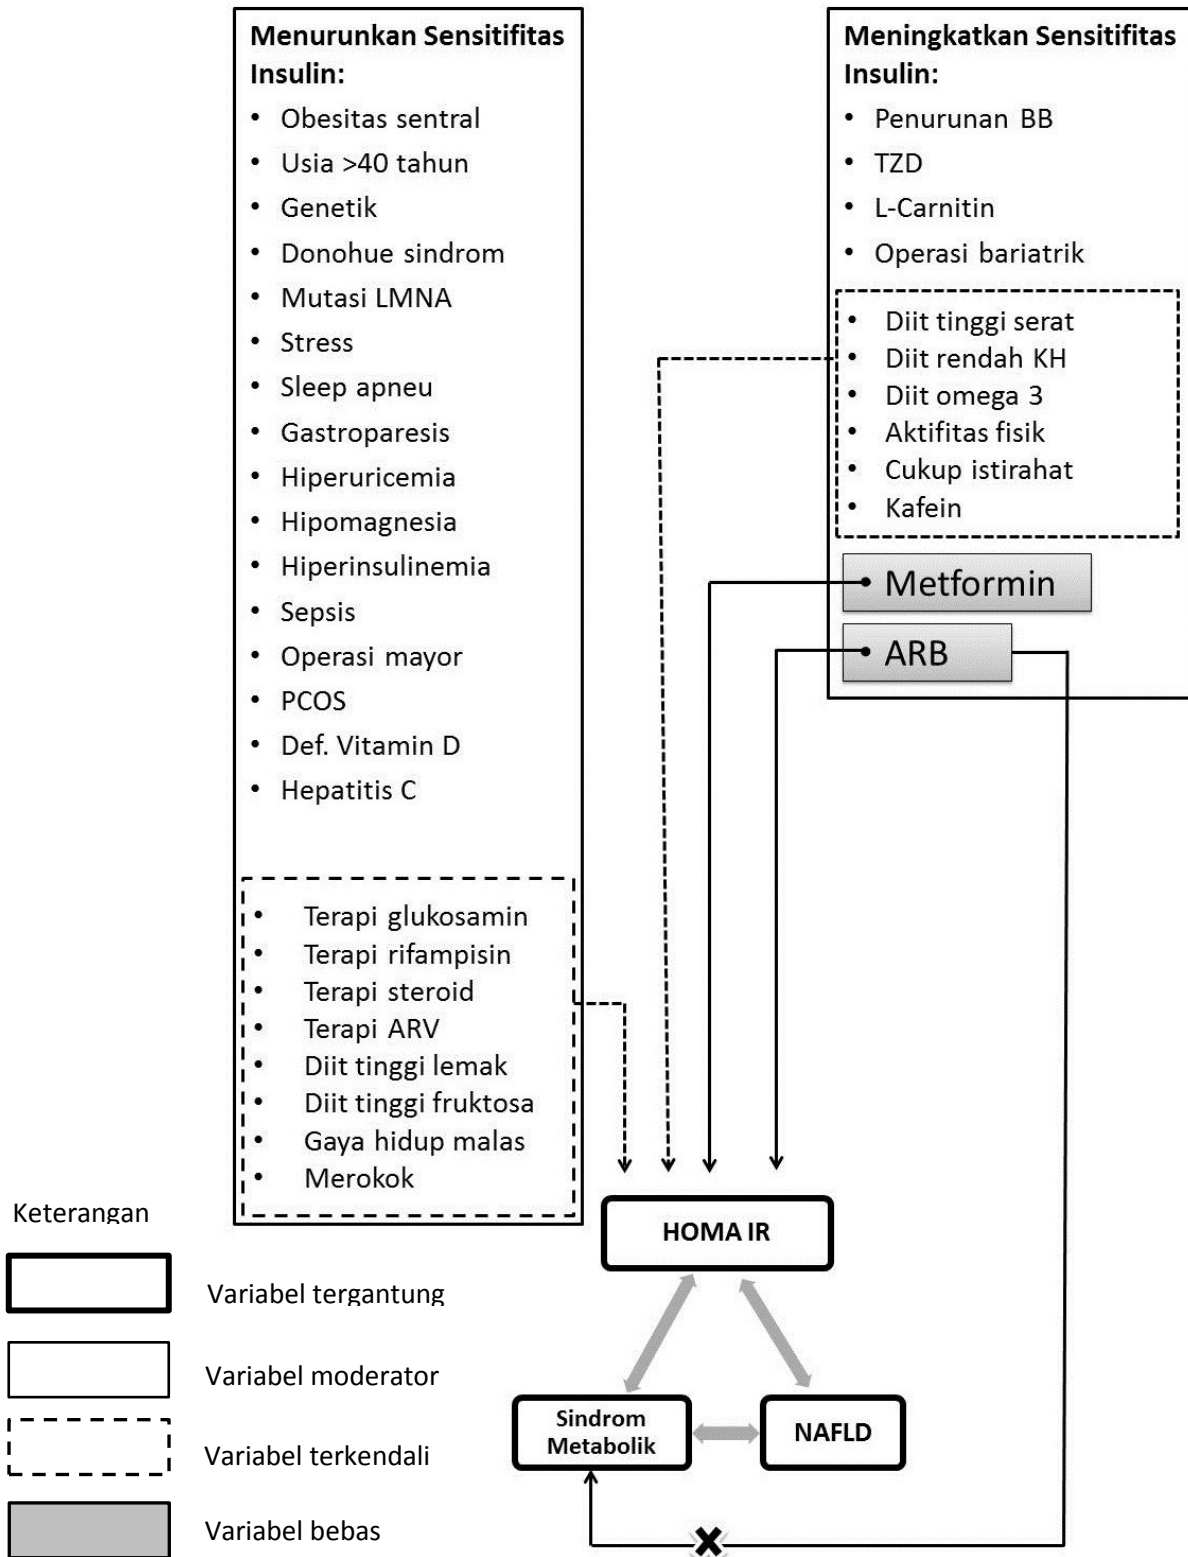 Menurunkan Sensitifitas
Insulin:
• Obesitas sentral
• Usia >40 tahun
• Genetik
• Donohue sindrom
• Mutasi LMNA
• Stress
• Sleep apneu
• Gastroparesis
• Hiperuricemia
• Hipomagnesia
• Hiperinsulinemia
• Sepsis
• Operasi mayor
• PCOS
• Def. Vitamin D
• Hepatitis C
• Terapi glukosamin
• Terapi rifampisin
• Terapi steroid
• Terapi ARV
• Diit tinggi lemak
• Diit tinggi fruktosa
• Gaya hidup malas
• Merokok
Meningkatkan Sensitifitas
Insulin:
• Penurunan BB
• TZD
• L-Carnitin
• Operasi bariatrik
• Diit tinggi serat
• Diit rendah KH
• Diit omega 3
• Aktifitas fisik
• Cukup istirahat
• Kafein
• Metformin
• ARB
HOMA IR
Sindrom
Metabolik
NAFLD
Keterangan
Variabel tergantung
Variabel moderator
Variabel terkendali
Variabel bebas